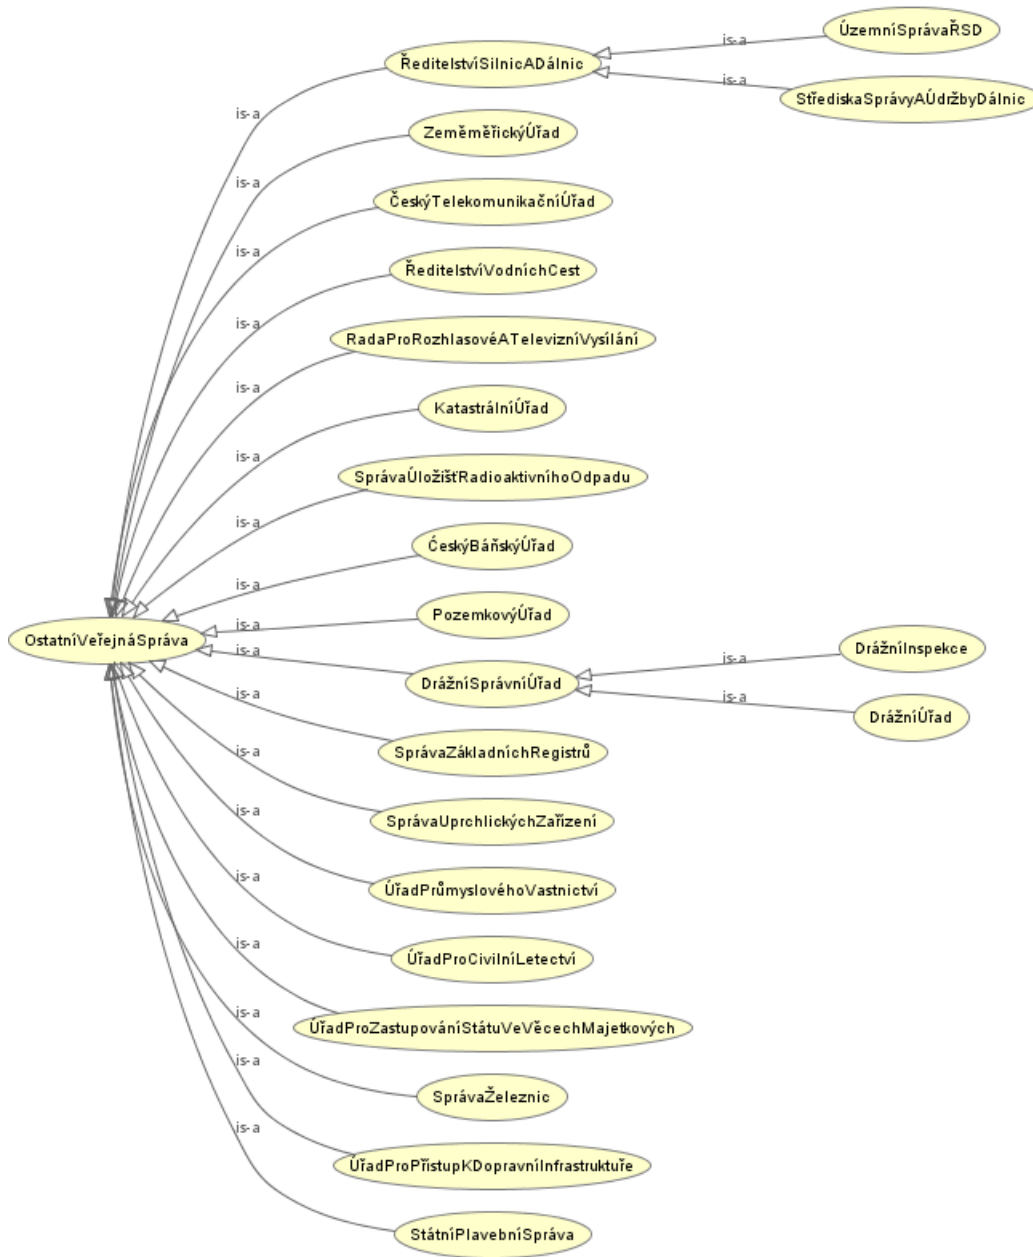 ÚzemníSprávaŘSD
is-a
ŘeditelstvíSilnicADálnic
is-a
StřediskaSprávyAÚdržbyDálnic
is-a
ZeměměřickýÚřad
is-a
ČeskýTelekomunikačníÚřad
is-a
ŘeditelstvíVodníchCest
is-a
RadaProRozhlasovéATelevizníVysílání
is-a
KatastrálníÚřad
is-a
SprávaÚložišťRadioaktivníhoOdpadu
is-a
ĆeskýBáňskýÚřad
is-a
PozemkovýÚřad
is-a
OstatníVeřejnáSpráva
DrážníInspekce
is-a
is-a
DrážníSprávníÚřad
is-a
DrážníÚřad
is-a
SprávaZákladníchRegistrů
is-a
SprávaUprchlickýchZařízení
is-a
ÚřadPrůmyslovéhoVastnictví
is-a
ÚřadProCivilníLetectví
is-a
ÚřadProZastupováníStátuVeVěcechMajetkových
is-a
SprávaŽeleznic
is-a
ÚřadProPřístupKDopravníInfrastruktuře
is-a
StátníPlavebníSpráva